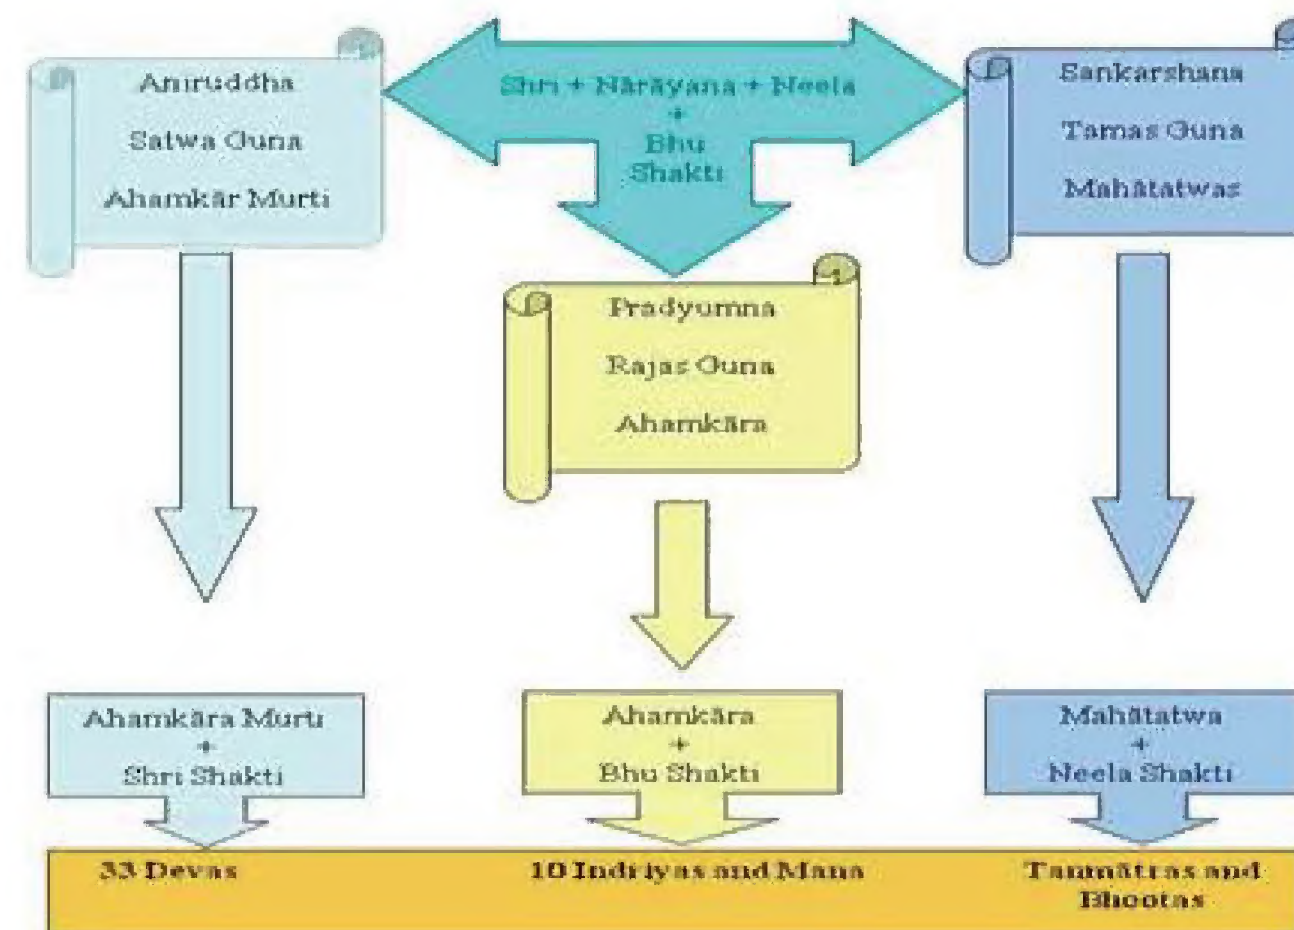 Aniruddha
Satwa Guna
Ahamkār Murti
Shri + Nārāyana + Neela
+
Bhu
Shakti
Sankarshana
Tamas Guna
Mahātatwas
Pradyumna
Rajas Guna
Ahamkāra
Ahamkāra Murti
+
Shri Shakti
Ahamkāra
+
Bhu Shakti
Mahātatwa
+
Neela Shakti
33 Devas
10 Indriyas and Mana
Tanmātras and
Bhootas